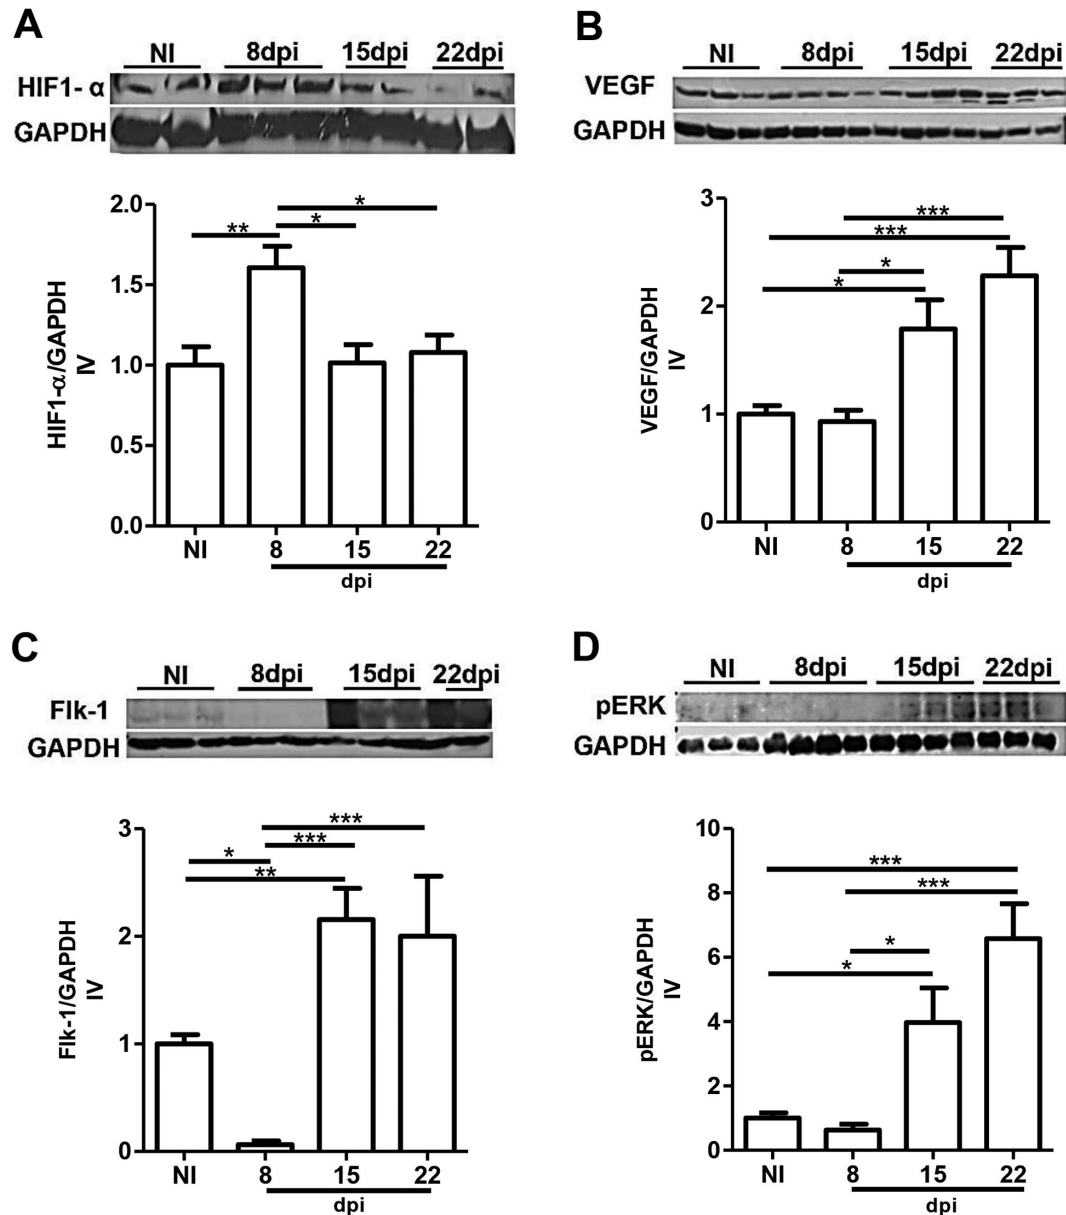 A
NI 8dpi 15dpi 22dpi
HIF1- α
GAPDH
2.0
1.5
1.0
0.5
0.0
HIF1-α/GAPDH
IV
** * *
NI 8 15 22
dpi
B
NI 8dpi 15dpi 22dpi
VEGF
GAPDH
3
2
1
0
VEGF/GAPDH
IV
***
***
*
*
NI 8 15 22
dpi
C
NI 8dpi 15dpi 22dpi
Flk-1
GAPDH
3
2
1
0
Flk-1/GAPDH
IV
***
***
*
**
NI 8 15 22
dpi
D
NI 8dpi 15dpi 22dpi
pERK
GAPDH
10
8
6
4
2
0
pERK/GAPDH
IV
***
***
*
*
NI 8 15 22
dpi